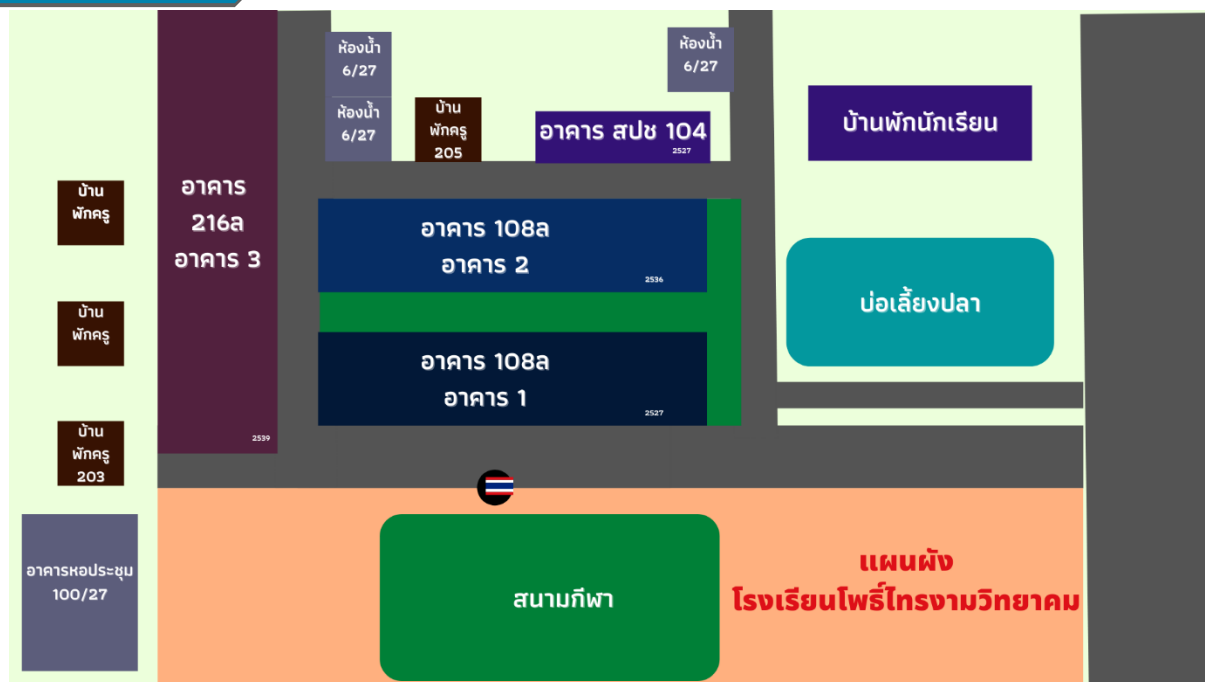 ห้องน้ำ
6/27
ห้องน้ำ
6/27
ห้องน้ำ
6/27
บ้าน
พักครู
205
อาคาร สปช 104
2527
บ้านพักนักเรียน
บ้าน
พักครู
อาคาร
216ล
อาคาร 3
2539
อาคาร 108ล
อาคาร 2
2536
บ่อเลี้ยงปลา
บ้าน
พักครู
อาคาร 108ล
อาคาร 1
2527
บ้าน
พักครู
203
อาคารหอประชุม
100/27
สนามกีฬา
แผนผัง
โรงเรียนโพธิ์ไทรงามวิทยาคม